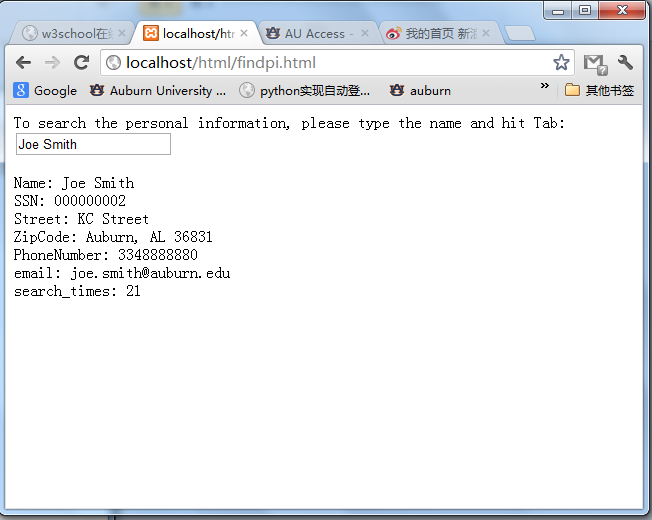 w3school在
localhost/htr
AU Access -
我的首页 新
localhost/html/findpi.html
Google
Auburn University ...
python实现自动登...
auburn
»
其他书签
To search the personal information, please type the name and hit Tab:
Joe Smith
Name: Joe Smith
SSN: 000000002
Street: KC Street
ZipCode: Auburn, AL 36831
PhoneNumber: 3348888880
email: joe.smith@auburn.edu
search_times: 21